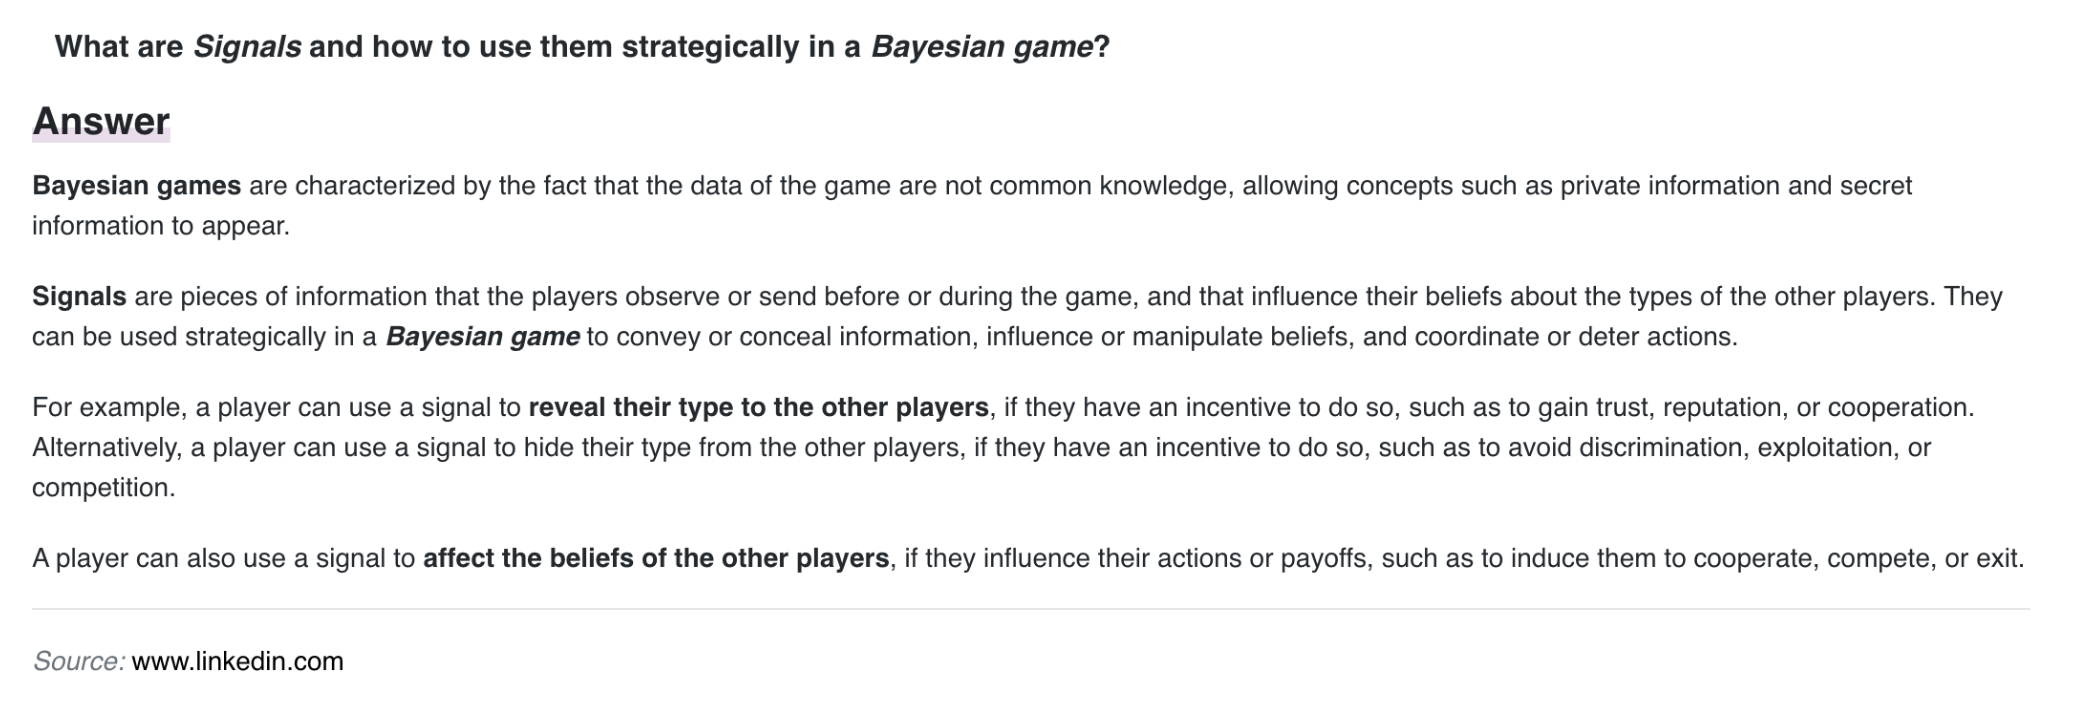 What are Signals and how to use them strategically in a Bayesian game?
Answer
Bayesian games are characterized by the fact that the data of the game are not common knowledge, allowing concepts such as private information and secret
information to appear.
Signals are pieces of information that the players observe or send before or during the game, and that influence their beliefs about the types of the other players. They
can be used strategically in a Bayesian game to convey or conceal information, influence or manipulate beliefs, and coordinate or deter actions.
For example, a player can use a signal to reveal their type to the other players, if they have an incentive to do so, such as to gain trust, reputation, or cooperation.
Alternatively, a player can use a signal to hide their type from the other players, if they have an incentive to do so, such as to avoid discrimination, exploitation, or
competition.
A player can also use a signal to affect the beliefs of the other players, if they influence their actions or payoffs, such as to induce them to cooperate, compete, or exit.
Source: www.linkedin.com